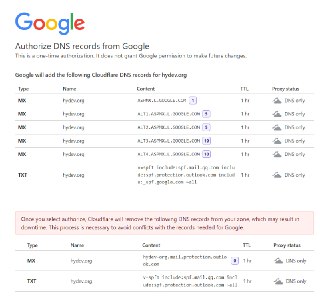 Google
Authorize DNS records from Google
This is a one-time authorization. It does not grant Google permission to make future changes.
Google will add the following Cloudflare DNS records for hydev.org
Type Name Content TTL Proxy status
MX hydev.org ASPMX.L.GOOGLE.COM 1 1 hr DNS only
MX hydev.org ALT1.ASPMX.L.GOOGLE.COM 5 1 hr DNS only
MX hydev.org ALT2.ASPMX.L.GOOGLE.COM 5 1 hr DNS only
MX hydev.org ALT3.ASPMX.L.GOOGLE.COM 10 1 hr DNS only
MX hydev.org ALT4.ASPMX.L.GOOGLE.COM 10 1 hr DNS only
TXT hydev.org v=spf1 include:spf.mail.qq.com inclu 1 hr DNS only
de:spf.protection.outlook.com includ
e:_spf.google.com ~all
Once you select authorize, Cloudflare will remove the following DNS records from your zone, which may result in
downtime. This process is necessary to avoid conflicts with the records needed for Google.
Type Name Content TTL Proxy status
MX hydev.org hydev-org.mail.protection.outlo 0 1 hr DNS only
ok.com
TXT hydev.org v=spf1 include:spf.mail.qq.com incl 1 hr DNS only
ude:spf.protection.outlook.com -all